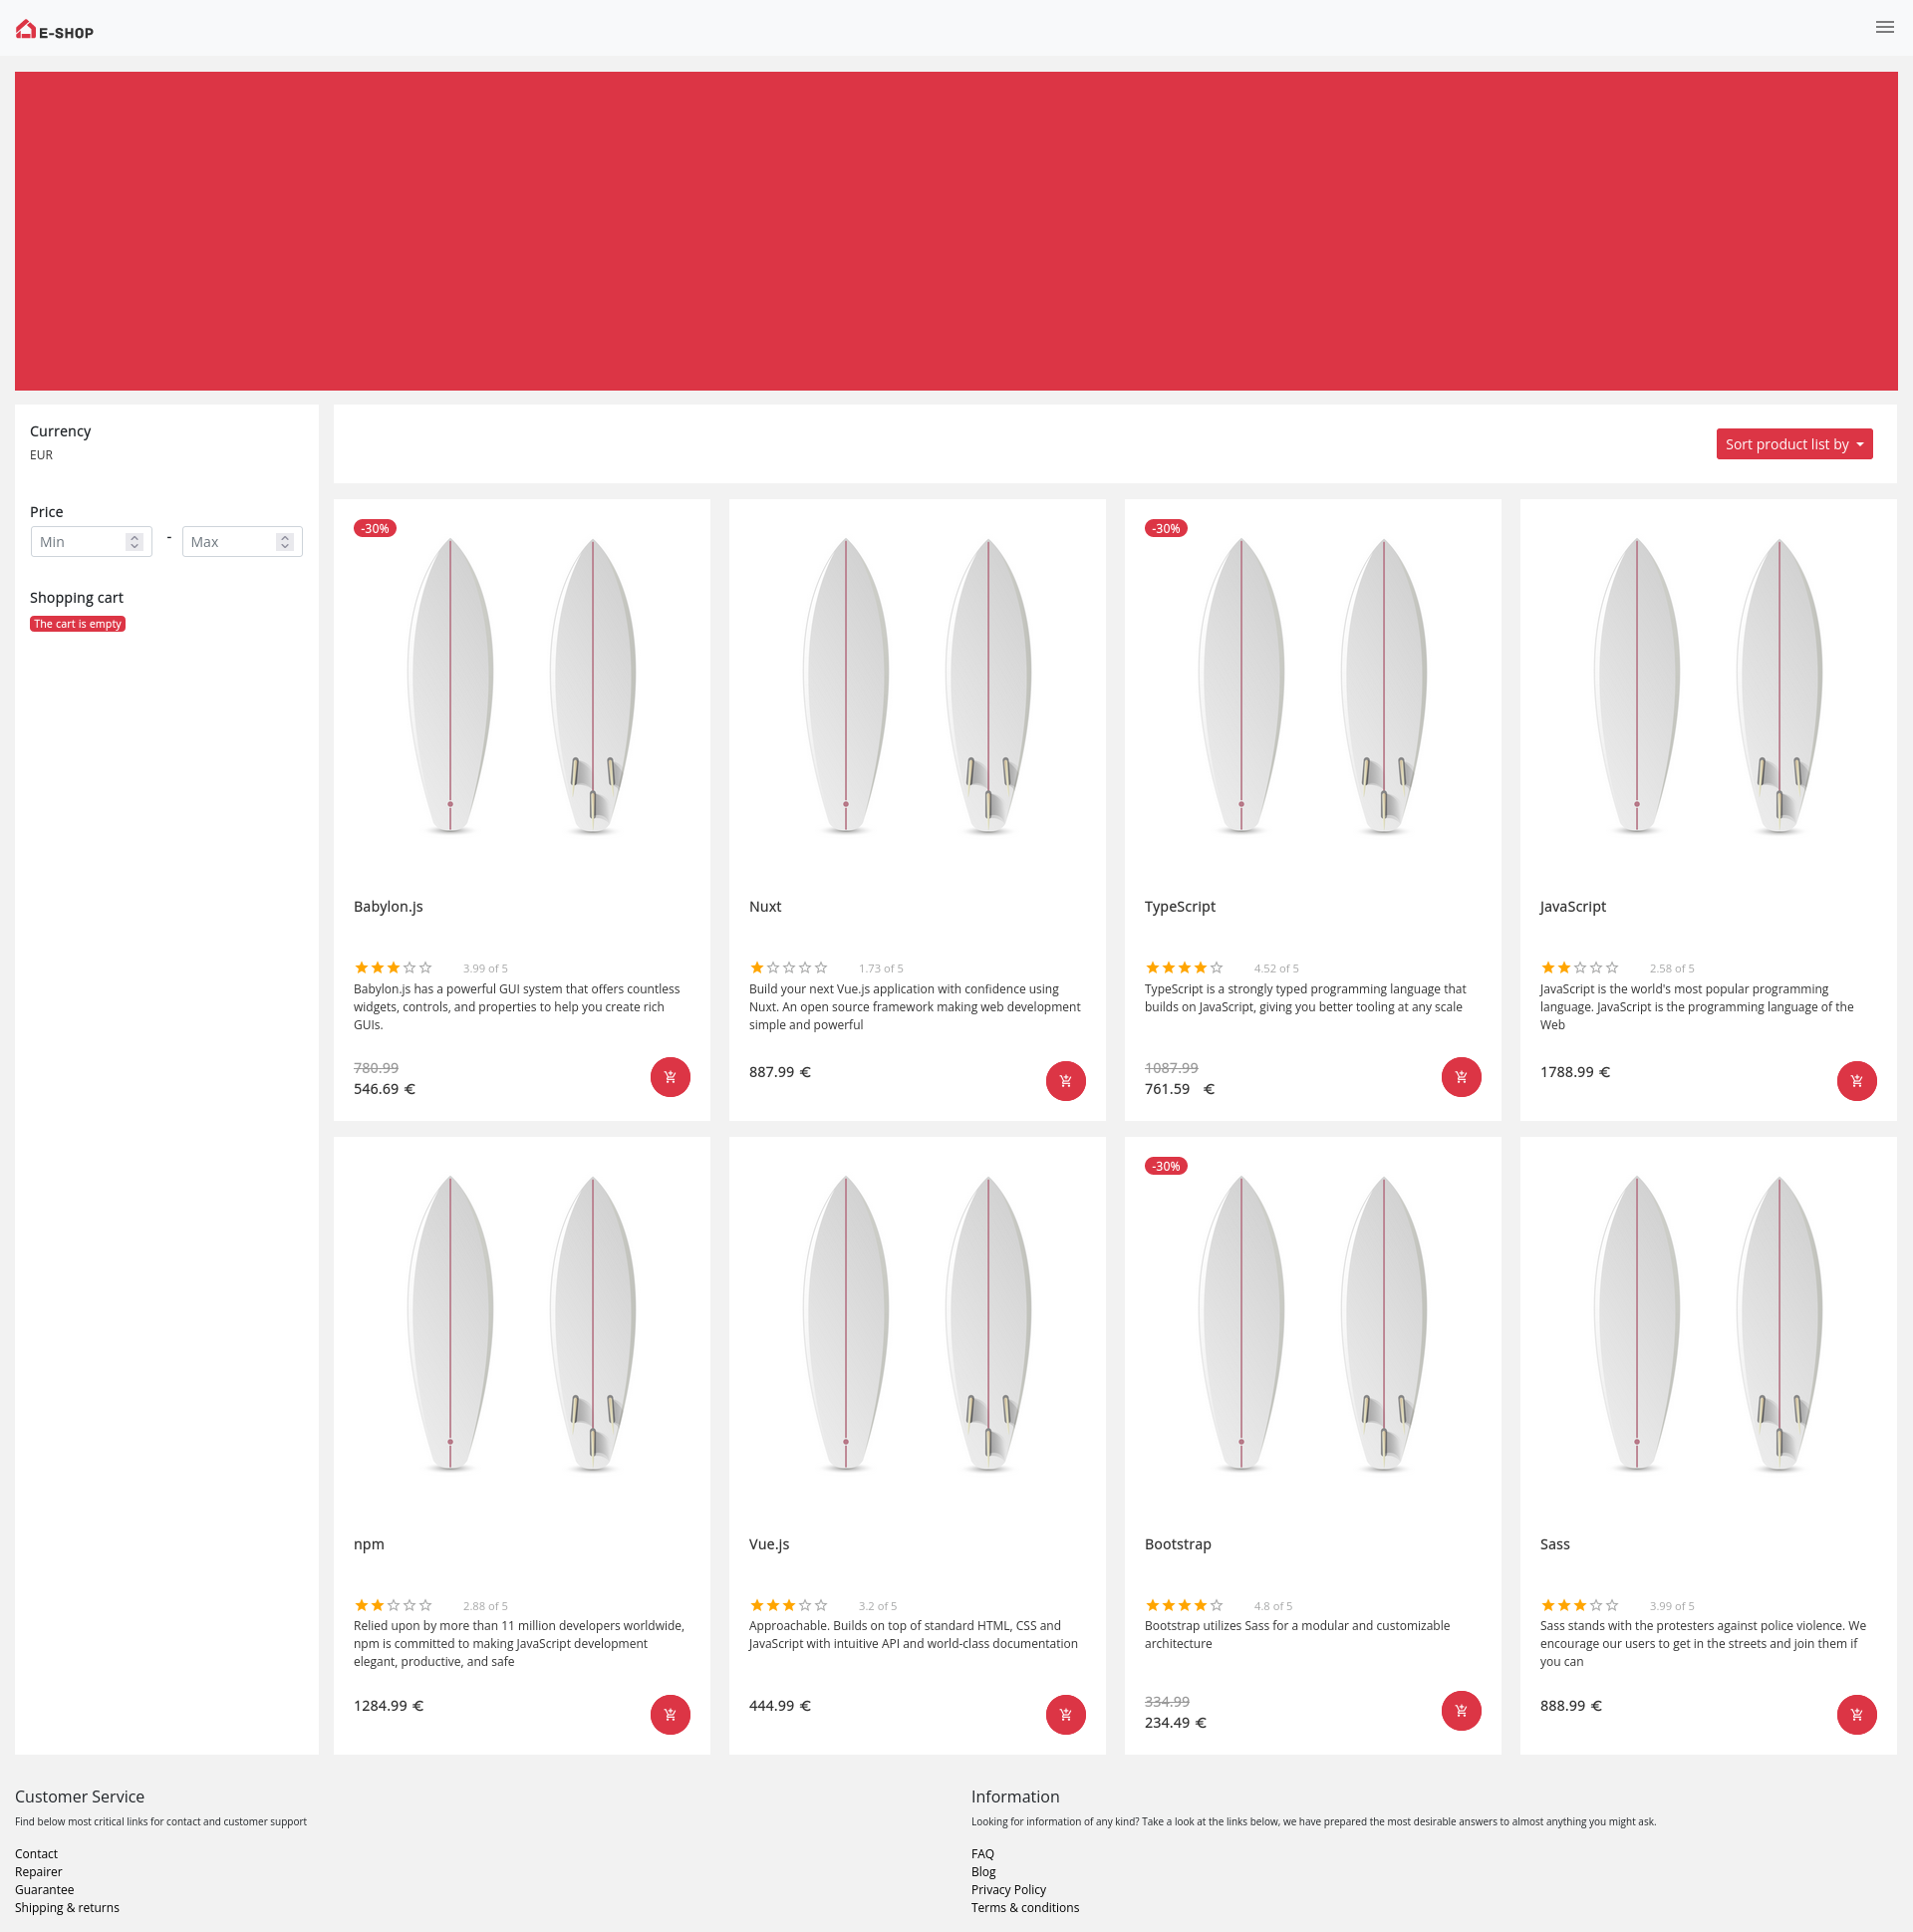 E-SHOP
Currency
EUR
Price
Min - Max
Shopping cart
The cart is empty
Sort product list by
-30%
Babylon.js
3.99 of 5
Babylon.js has a powerful GUI system that offers countless
widgets, controls, and properties to help you create rich
GUIs.
780.99
546.69 €
Nuxt
1.73 of 5
Build your next Vue.js application with confidence using
Nuxt. An open source framework making web development
simple and powerful
887.99 €
-30%
TypeScript
4.52 of 5
TypeScript is a strongly typed programming language that
builds on JavaScript, giving you better tooling at any scale
1087.99
761.59 €
JavaScript
2.58 of 5
JavaScript is the world's most popular programming
language. JavaScript is the programming language of the
Web
1788.99 €
npm
2.88 of 5
Relied upon by more than 11 million developers worldwide,
npm is committed to making JavaScript development
elegant, productive, and safe
1284.99 €
Vue.js
3.2 of 5
Approachable. Builds on top of standard HTML, CSS and
JavaScript with intuitive API and world-class documentation
444.99 €
-30%
Bootstrap
4.8 of 5
Bootstrap utilizes Sass for a modular and customizable
architecture
334.99
234.49 €
Sass
3.99 of 5
Sass stands with the protesters against police violence. We
encourage our users to get in the streets and join them if
you can
888.99 €
Customer Service
Find below most critical links for contact and customer support
Contact
Repairer
Guarantee
Shipping & returns
Information
Looking for information of any kind? Take a look at the links below, we have prepared the most desirable answers to almost anything you might ask.
FAQ
Blog
Privacy Policy
Terms & conditions